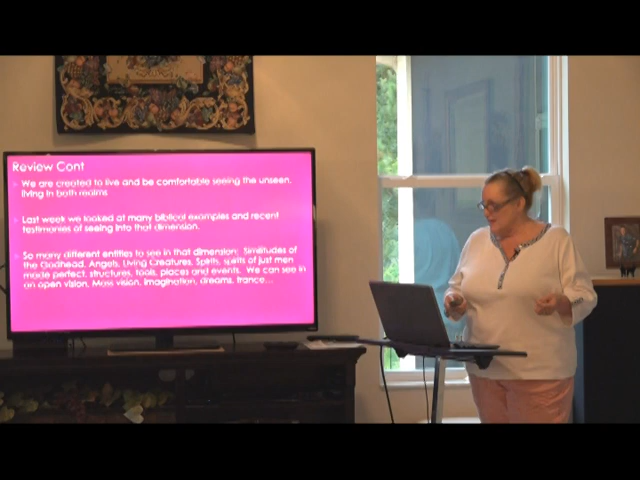 Review Cont
We are created to live and be comfortable seeing the unseen,
living in both realms
Last week we looked at many biblical examples and recent
testimonies of seeing into that dimension.
So many different entities to see in that dimension: Similitudes of
the Godhead, Angels, Living Creatures, Spirits, spirits of just men
made perfect, structures, tools, places and events. We can see in
an open vision, Mass vision, imagination, dreams, trance...